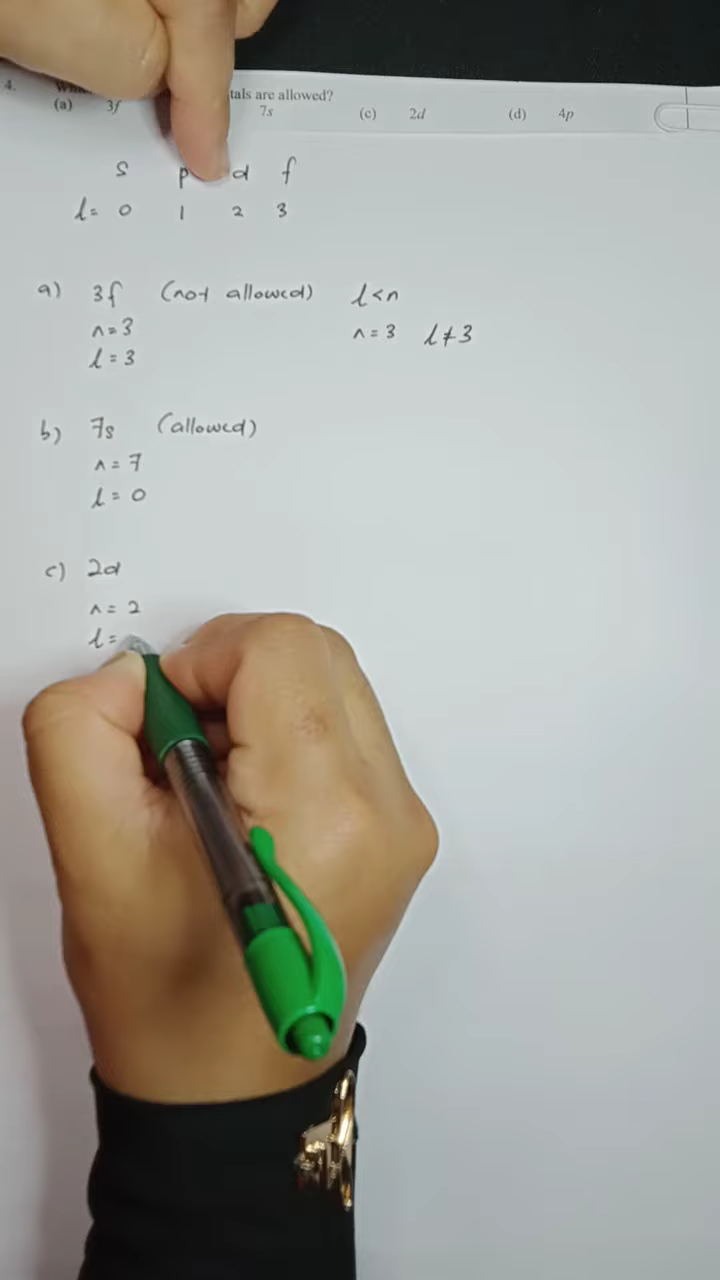 4. tals are allowed?
(a) 3f 7s (c) 2d (d) 4p
s p d f
l= 0 1 2 3
a) 3f (not allowed) l<n
n=3 n=3 l≠3
l=3
b) 7s (allowed)
n=7
l=0
c) 2d
n=2
l=